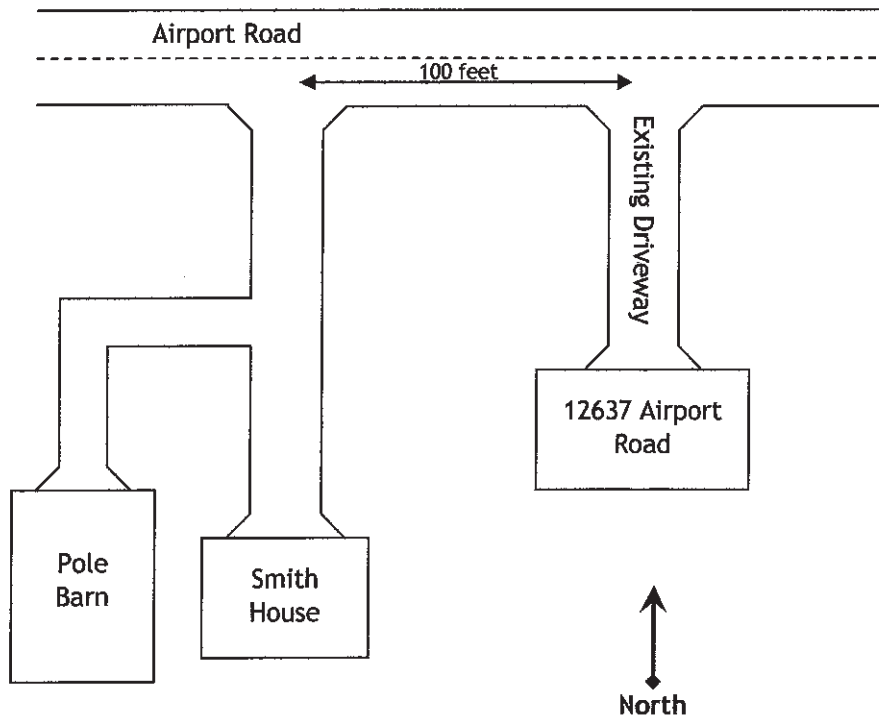 Airport Road
100 feet
Existing Driveway
12637 Airport
Road
Pole
Barn
Smith
House
North